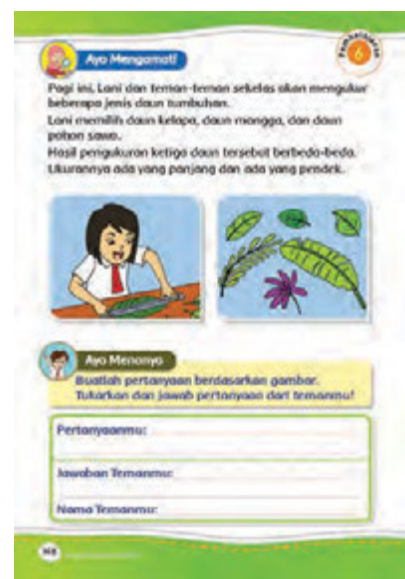 Pembelajaran
6
Ayo Mengamati
Pagi ini, Lani dan teman-teman sekelas akan mengukur
beberapa jenis daun tumbuhan.
Lani memilih daun kelapa, daun mangga, dan daun
pohon sawo.
Hasil pengukuran ketiga daun tersebut berbeda-beda.
Ukurannya ada yang panjang dan ada yang pendek.
Ayo Menanya
Buatlah pertanyaan berdasarkan gambar.
Tukarkan dan jawab pertanyaan dari temanmu!
Pertanyaanmu:
Jawaban Temanmu:
Nama Temanmu: